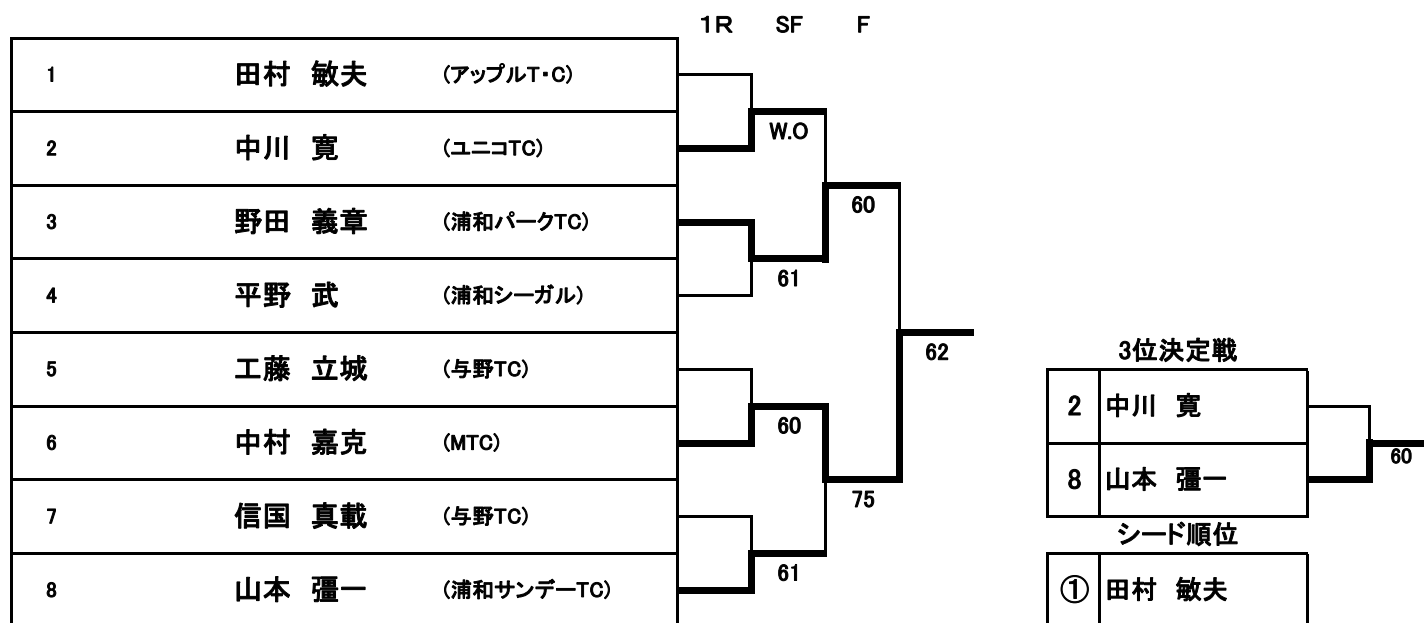 1R SF F
1 田村 敏夫 (アップルT・C)
W.O
2 中川 寛 (ユニコTC)
60
3 野田 義章 (浦和パークTC)
61
4 平野 武 (浦和シーガル)
62
5 工藤 立城 (与野TC)
60
6 中村 嘉克 (MTC)
75
7 信国 真載 (与野TC)
61
8 山本 彊一 (浦和サンデーTC)
3位決定戦
2 中川 寛
60
8 山本 彊一
シード順位
① 田村 敏夫